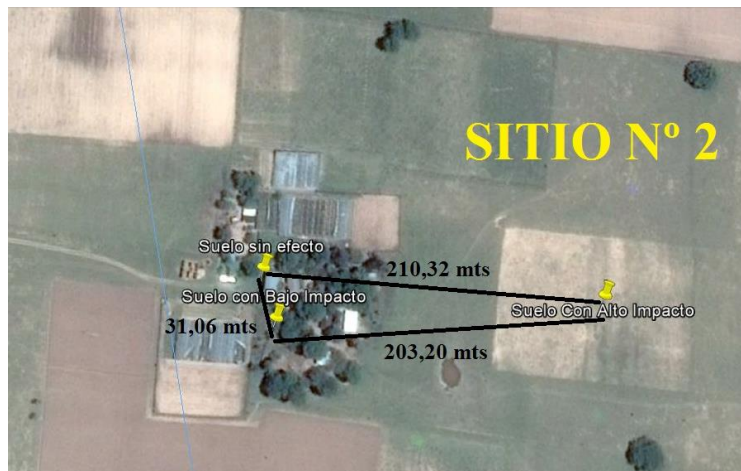 SITIO Nº 2
Suelo sin efecto
210,32 mts
Suelo con Bajo Impacto
Suelo Con Alto Impacto
31,06 mts
203,20 mts